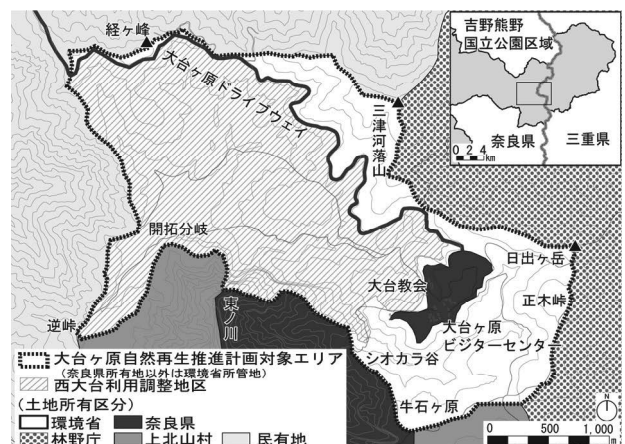 経ヶ峰
大台ヶ原ドライブウェイ
三津河落山
吉野熊野
国立公園区域
奈良県
三重県
0 2 4
km
開拓分岐
日出ヶ岳
大台教会
正木峠
大台ヶ原
ビジターセンター
逆峠
東ノ川
シオカラ谷
牛石ヶ原
大台ヶ原自然再生推進計画対象エリア
(奈良県所有地以外は環境省所管地)
西大台利用調整地区
(土地所有区分)
環境省 奈良県
林野庁 上北山村 民有地
N
0 500 1,000
m